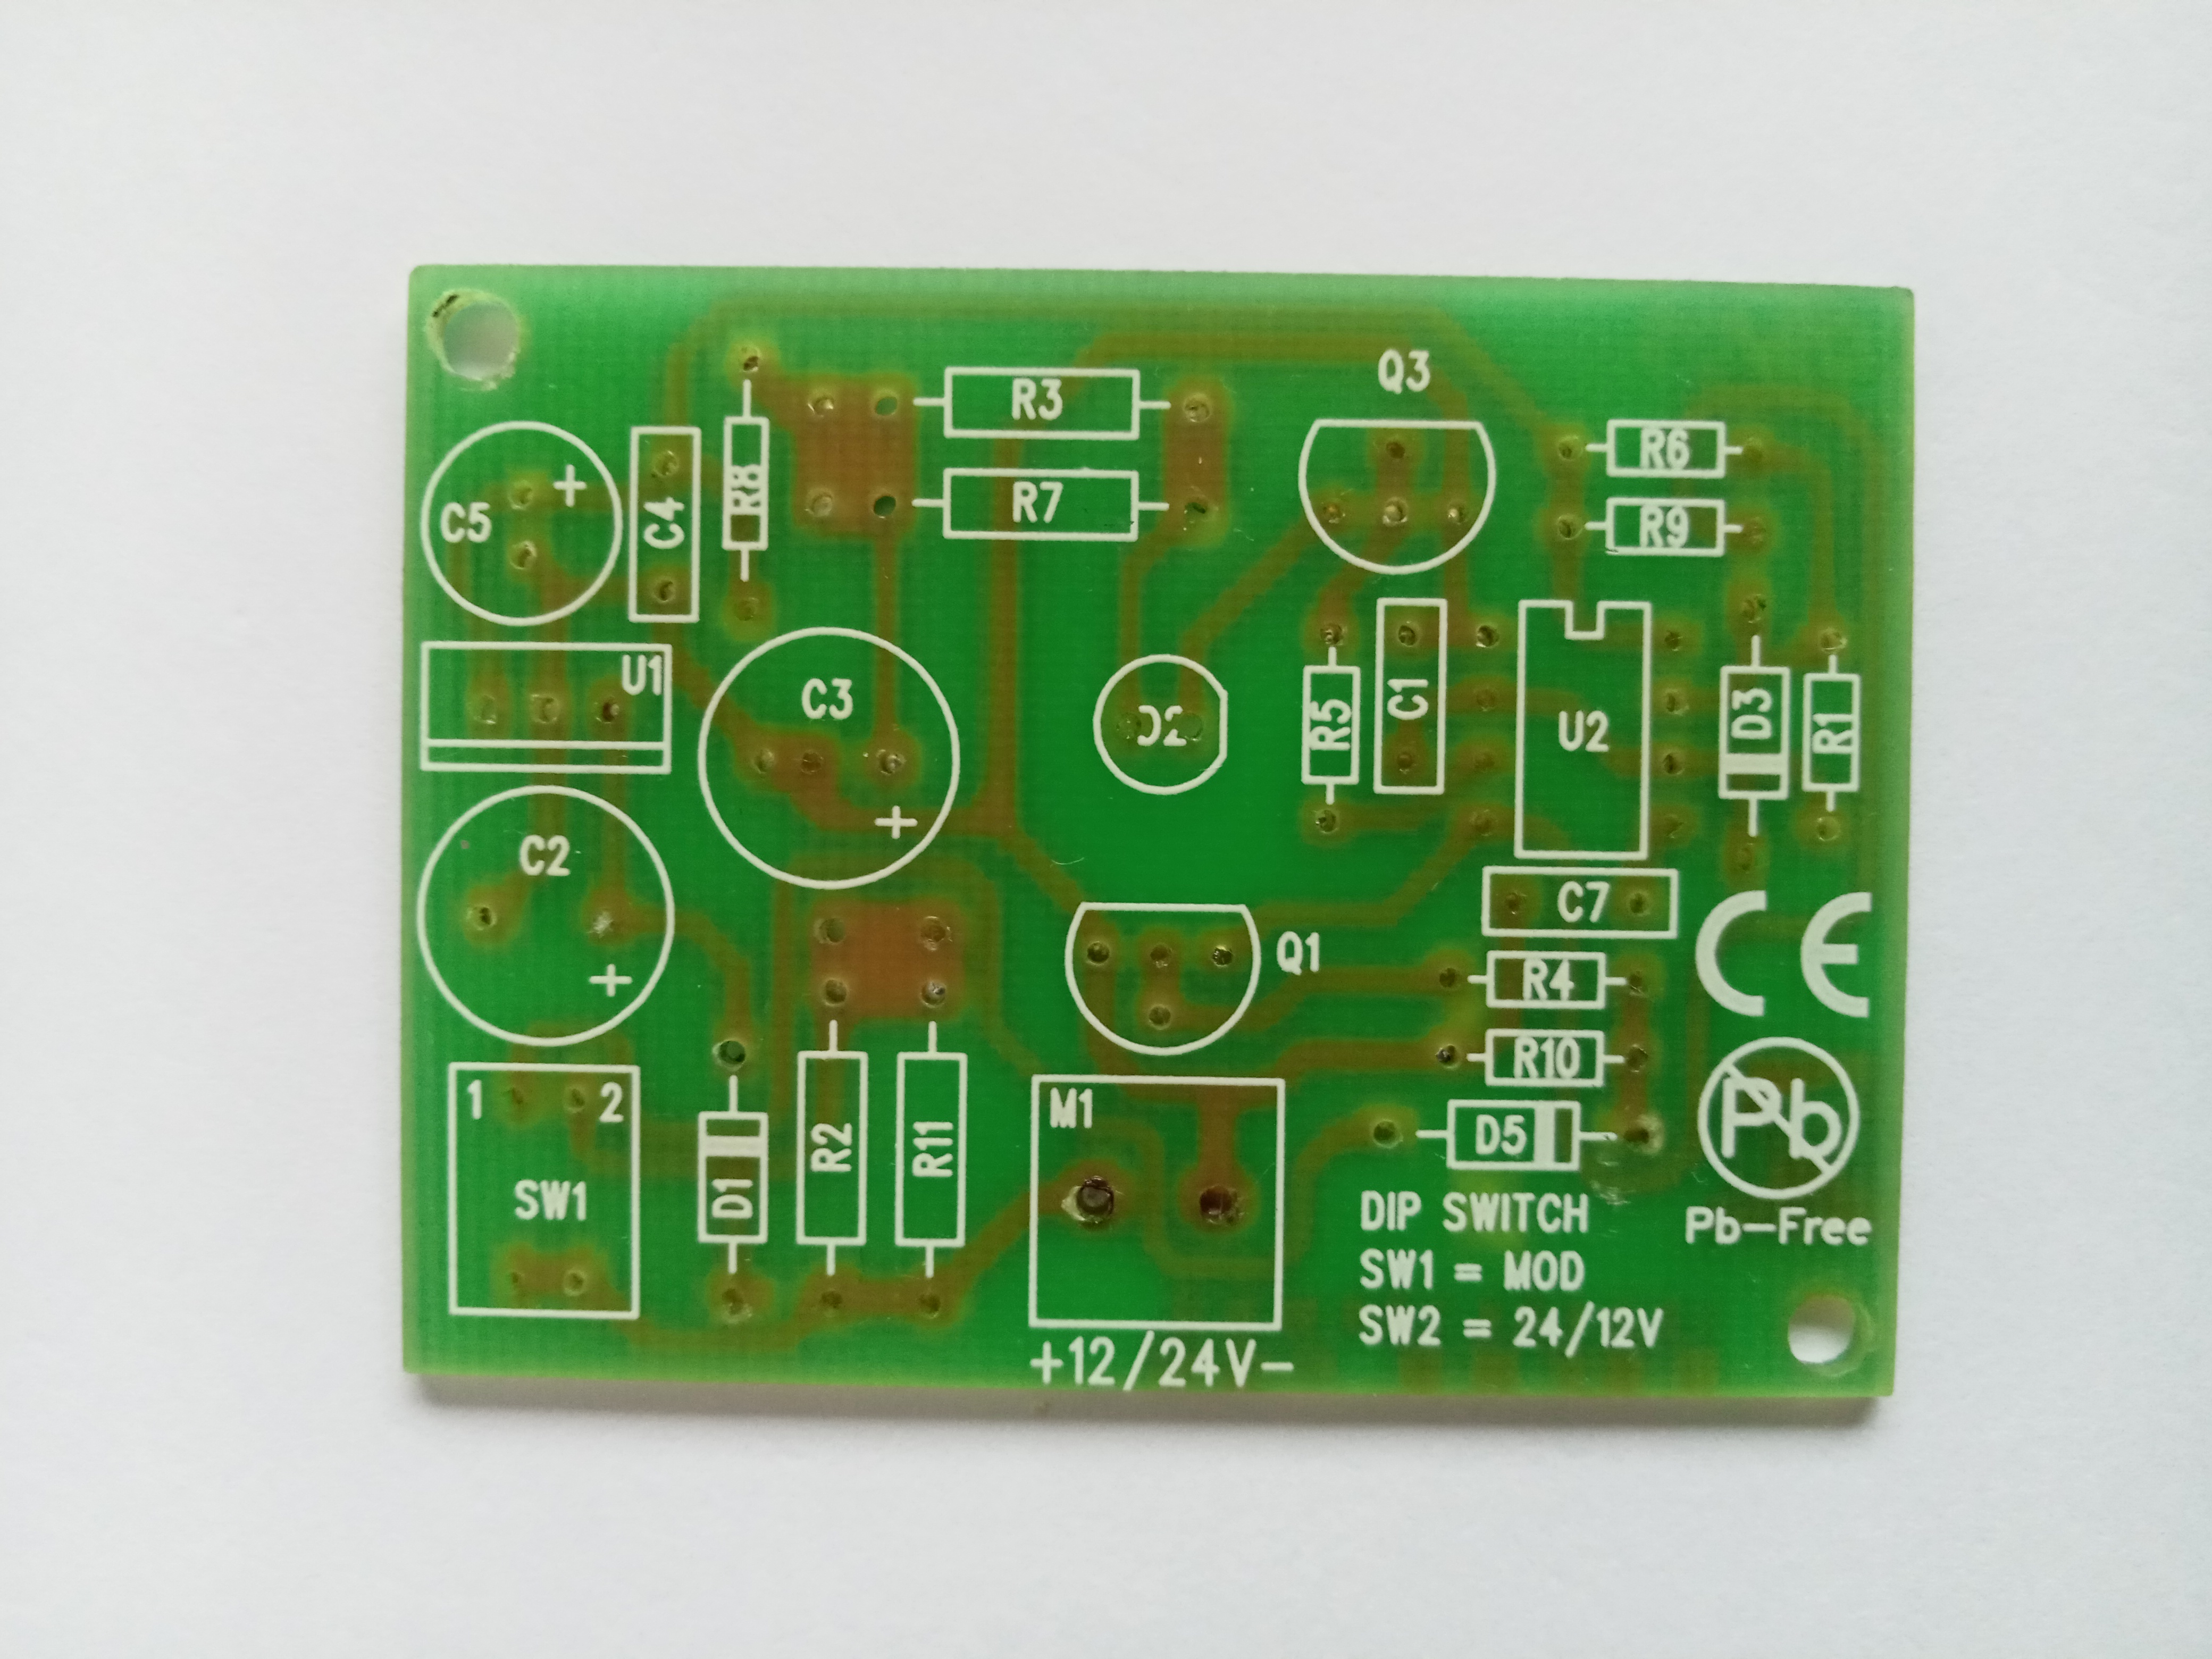 Q3
R3
R6
R7
R8
C5
+
C4
R9
U1
C3
+
D2
R5
C1
U2
D3
R1
C2
+
C7
CE
Q1
R4
R10
1
2
SW1
D1
R2
R11
M1
D5
Pb
Pb-Free
DIP SWITCH
SW1 = MOD
SW2 = 24/12V
+12/24V-